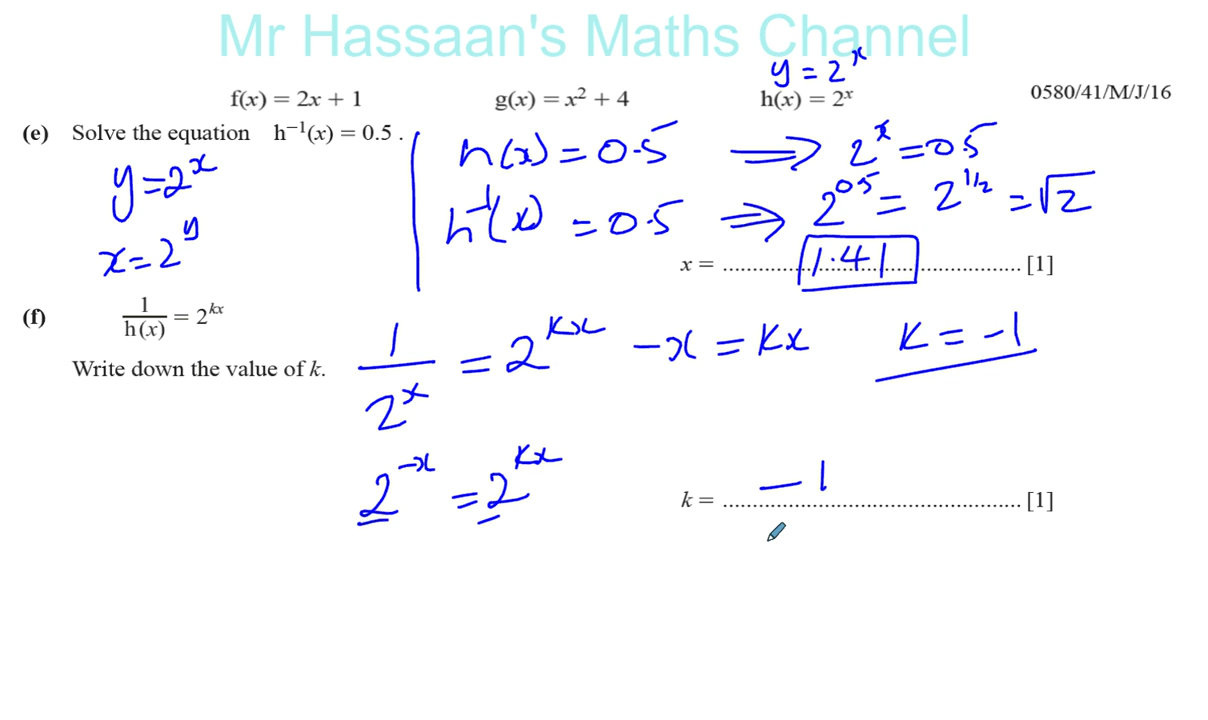 Mr Hassaan's Maths Channel
y = 2^x
f(x) = 2x + 1 g(x) = x² + 4 h(x) = 2ˣ 0580/41/M/J/16
(e) Solve the equation h⁻¹(x) = 0.5 .
h(x) = 0.5 ⟹ 2^x = 0.5
y = 2^x
h⁻¹(x) = 0.5 ⟹ 2^0.5 = 2^1/2 = √2
x = 2^y
x = .......... 1.41 .......... [1]
(f) 1/h(x) = 2^kx
1/2^x = 2^kx -x = kx k = -1
Write down the value of k.
2^-x = 2^kx
k = .......... -1 .......... [1]